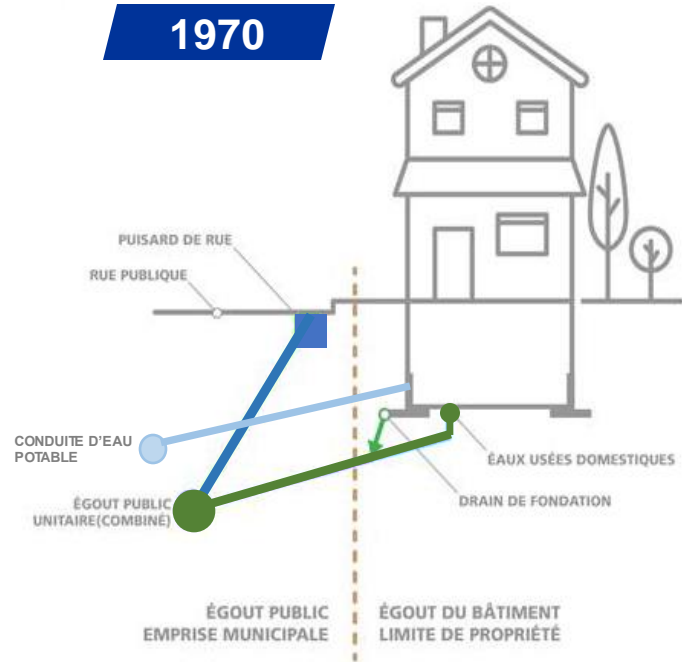 1970
PUISARD DE RUE
RUE PUBLIQUE
CONDUITE D'EAU
POTABLE
ÉAUX USÉES DOMESTIQUES
DRAIN DE FONDATION
ÉGOUT PUBLIC
UNITAIRE(COMBINÉ)
ÉGOUT PUBLIC
EMPRISE MUNICIPALE
ÉGOUT DU BÂTIMENT
LIMITE DE PROPRIÉTÉ